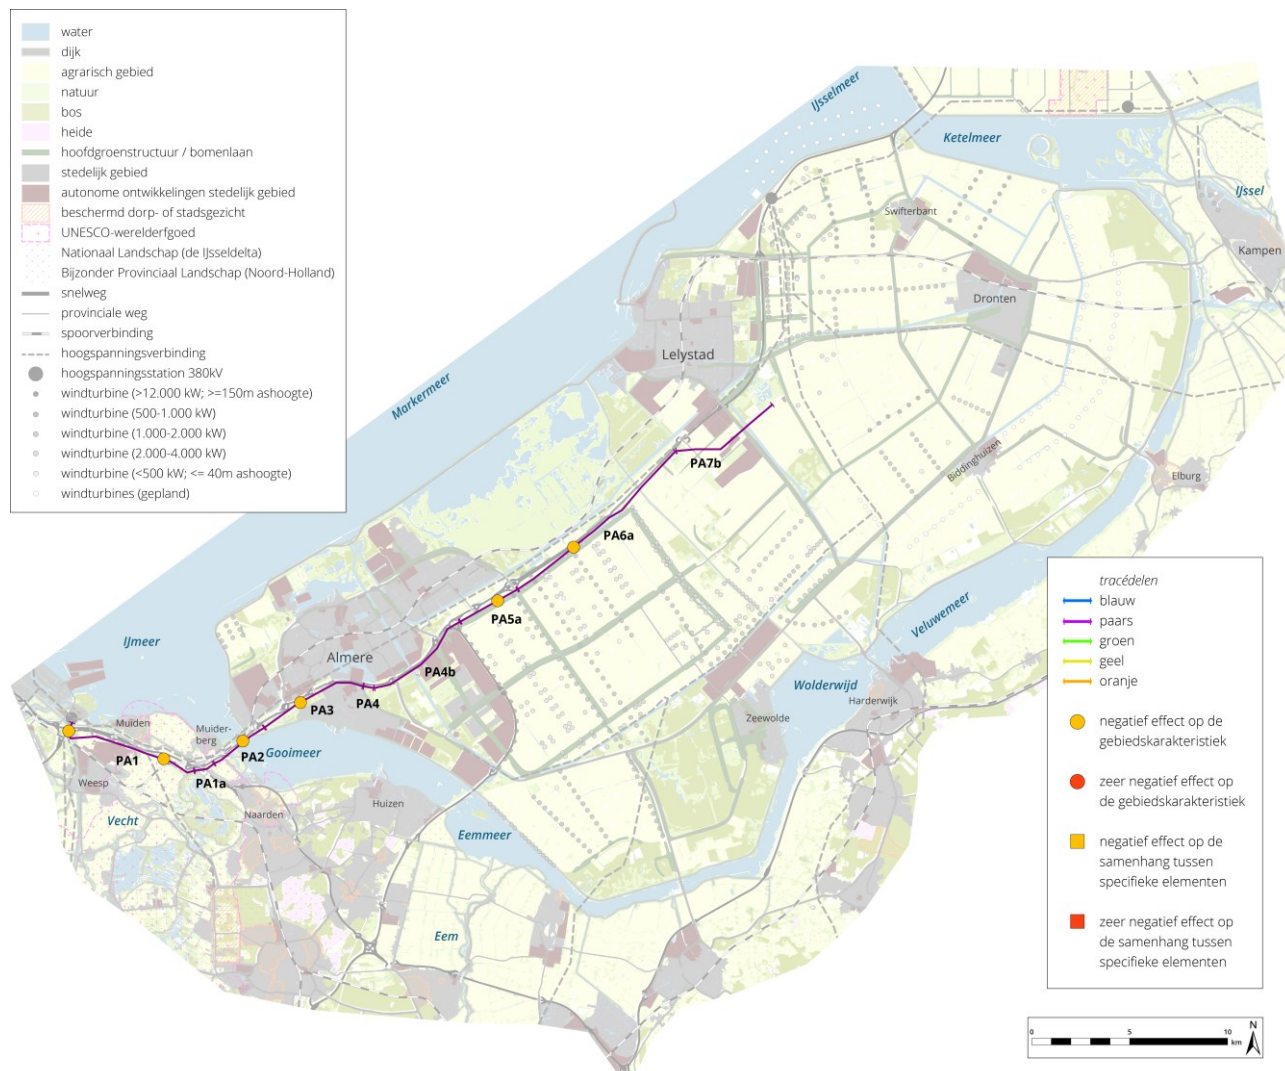 water
dijk
agrarisch gebied
natuur
bos
heide
hoofdgroenstructuur / bomenlaan
stedelijk gebied
autonome ontwikkelingen stedelijk gebied
beschermd dorp- of stadsgezicht
UNESCO-werelderfgoed
Nationaal Landschap (de IJsseldelta)
Bijzonder Provinciaal Landschap (Noord-Holland)
snelweg
provinciale weg
spoorverbinding
hoogspanningsverbinding
hoogspanningsstation 380kV
windturbine (>12.000 kW; >=150m ashoogte)
windturbine (500-1.000 kW)
windturbine (1.000-2.000 kW)
windturbine (2.000-4.000 kW)
windturbine (<500 kW; <= 40m ashoogte)
windturbines (gepland)
IJsselmeer
Ketelmeer
IJssel
Swifterbant
Kampen
Dronten
Lelystad
Markermeer
PA7b
Biddinghuizen
Elburg
PA6a
PA5a
Veluwemeer
IJmeer
Almere
PA4b
PA4
PA3
Wolderwijd
Harderwijk
Zeewolde
Muiden
Muider-
berg
PA2
Gooimeer
PA1
PA1a
Weesp
Naarden
Huizen
Vecht
Eemmeer
Eem
tracédelen
blauw
paars
groen
geel
oranje
negatief effect op de
gebiedskarakteristiek
zeer negatief effect op
de gebiedskarakteristiek
negatief effect op de
samenhang tussen
specifieke elementen
zeer negatief effect op
de samenhang tussen
specifieke elementen
0 5 10
km
N